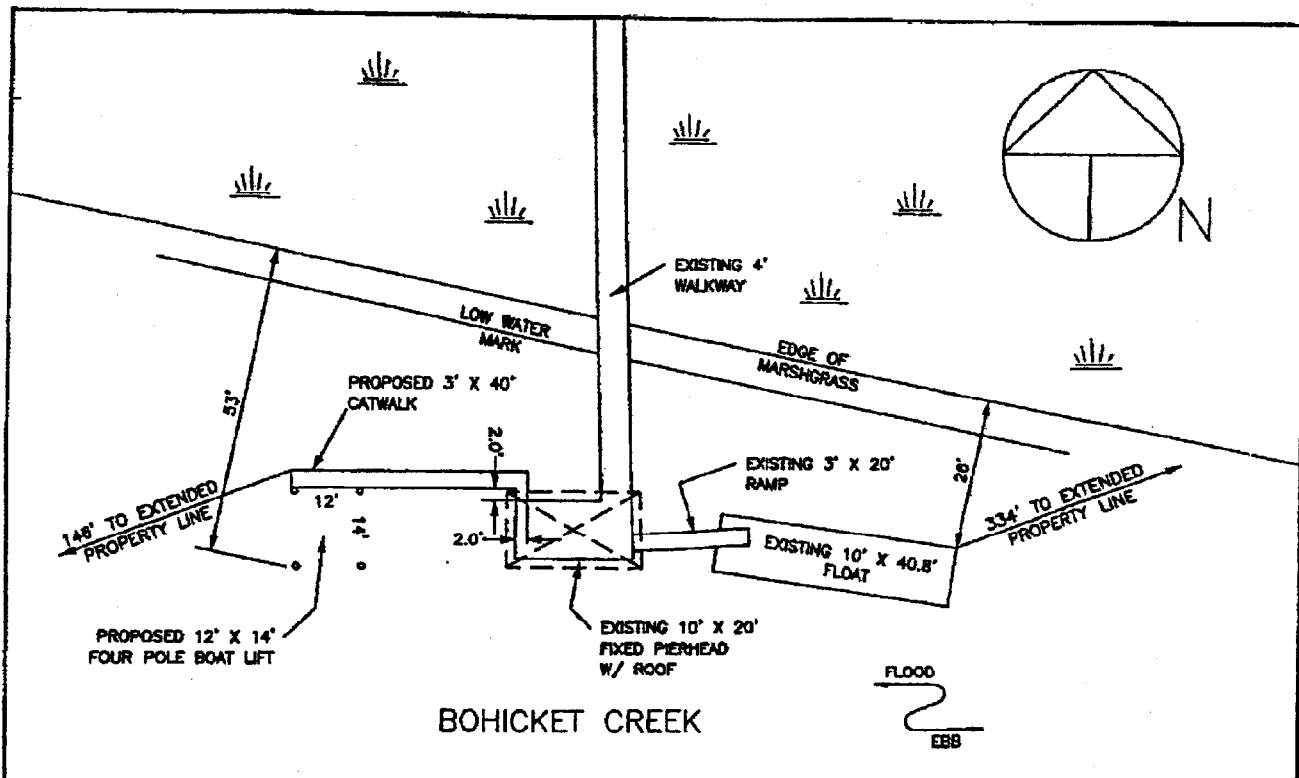 N
EXISTING 4'
WALKWAY
LOW WATER
MARK
EDGE OF
MARSHGRASS
PROPOSED 3' X 40'
CATWALK
53'
2.0'
26'
EXISTING 3' X 20'
RAMP
12'
14'
146' TO EXTENDED
PROPERTY LINE
334' TO EXTENDED
PROPERTY LINE
2.0'
EXISTING 10' X 40.8'
FLOAT
PROPOSED 12' X 14'
FOUR POLE BOAT LIFT
EXISTING 10' X 20'
FIXED PIERHEAD
W/ ROOF
FLOOD
BOHICKET CREEK
EBB